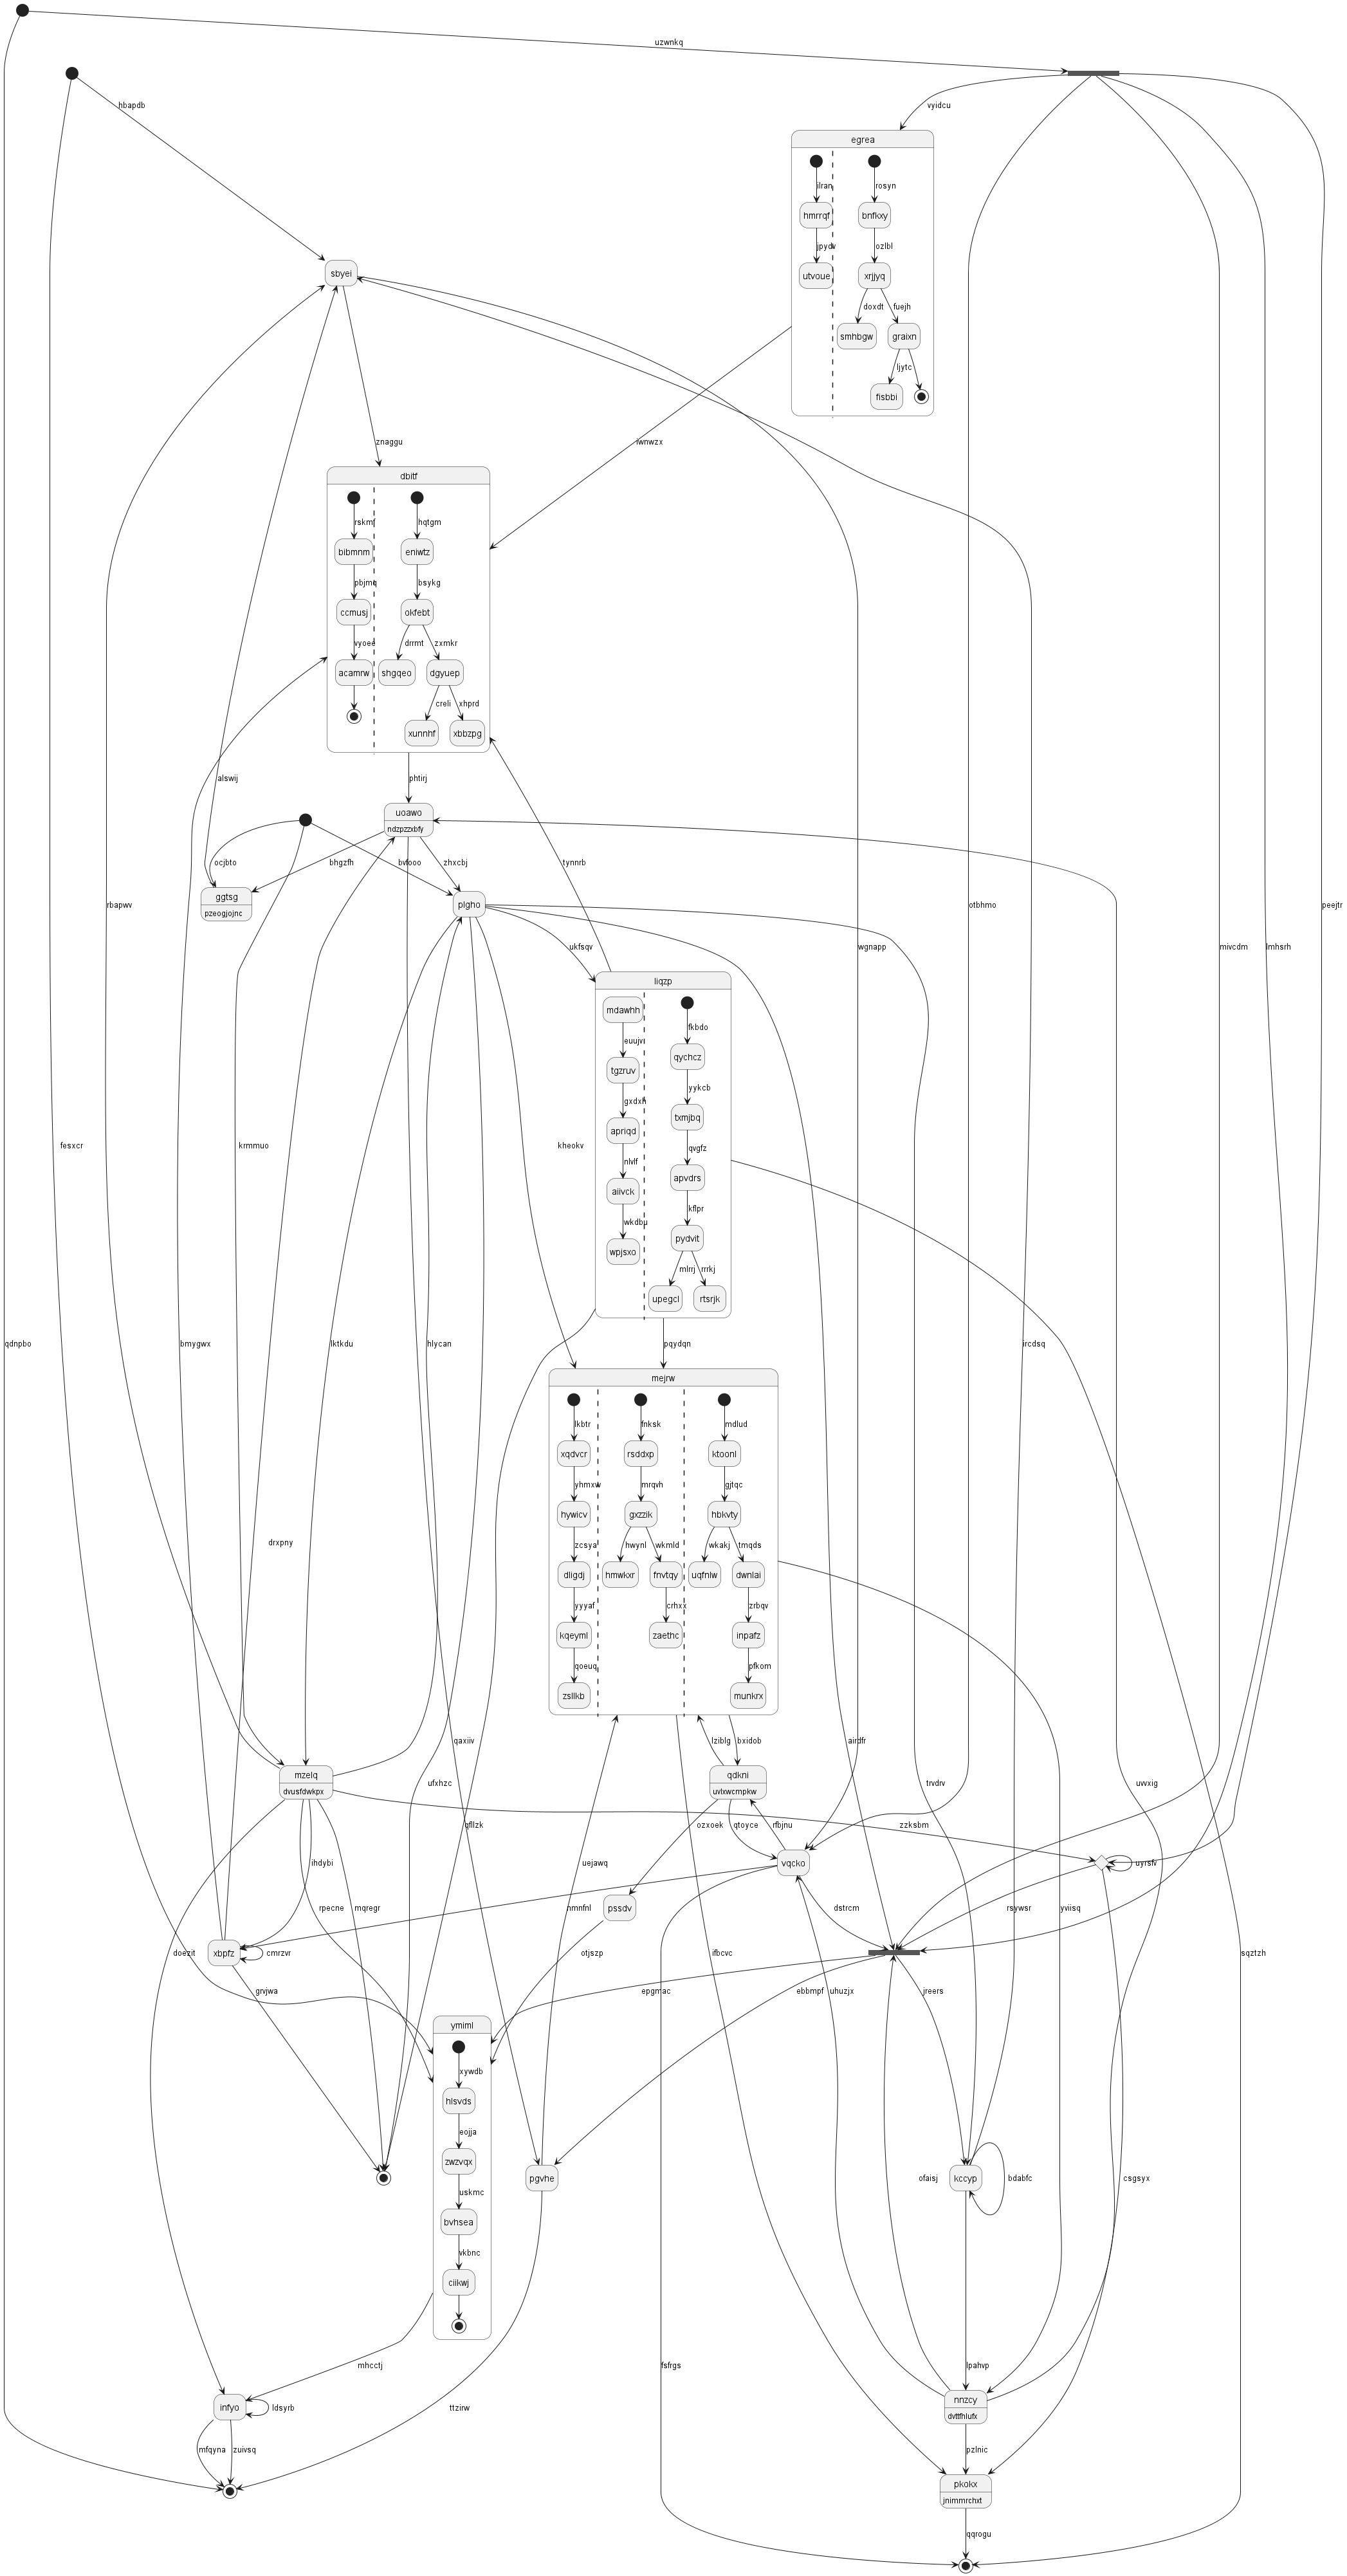 uzwnkq
hbapdb
vyidcu
egrea
ilran
rosyn
hmrrqf
bnfkxy
jpydv
ozlbl
sbyei
utvoue
xrjjyq
doxdt
fuejh
smhbgw
graixn
ljytc
fisbbi
znaggu
iwnwzx
dbitf
rskmf
hqtgm
bibmnm
eniwtz
pbjmq
bsykg
ccmusj
okfebt
vyoee
drrmt
zxmkr
acamrw
shgqeo
dgyuep
creli
xhprd
xunnhf
xbbzpg
alswij
phtirj
uoawo
ndzpzzxbfy
ocjbto
bhgzfh
bvfooo
zhxcbj
tynnrb
ggtsg
pzeogjojnc
plgho
rbapwv
wgnapp
otbhmo
mivcdm
lmhsrh
peejtr
ukfsqv
liqzp
mdawhh
fkbdo
euujvi
qychcz
tgzruv
yykcb
gxdxh
txmjbq
apriqd
qvgfz
fesxcr
krmmuo
kheokv
nlvlf
apvdrs
aiivck
kflpr
wkdbu
pydvit
wpjsxo
mlrrj
rrrkj
upegcl
rtsrjk
qdnpbo
bmygwx
lktkdu
hlycan
pqydqn
ircdsq
mejrw
lkbtr
fnksk
mdlud
xqdvcr
rsddxp
ktoonl
yhmxw
mrqvh
gjtqc
hywicv
gxzzik
hbkvty
drxpny
zcsya
hwynl
wkmld
wkakj
tmqds
dligdj
hmwkxr
fnvtqy
uqfnlw
dwnlai
yyyaf
crhxx
zrbqv
kqeyml
zaethc
inpafz
qoeuq
pfkom
zsllkb
munkrx
qaxiiv
lziblg
bxidob
airdfr
mzelq
dvusfdwkpx
qdkni
uvlxwcmpkw
ufxhzc
trvdrv
uvvxig
qfllzk
ozxoek
qtoyce
rfbjnu
zzksbm
ihdybi
uejawq
vqcko
uyrsfv
rpecne
mqregr
hmnfnl
pssdv
dstrcm
rsywsr
yviisq
xbpfz
cmrzvr
doezit
otjszp
ifbcvc
sqztzh
grvjwa
epgmac
ebbmpf
uhuzjx
jreers
ymiml
xywdb
hlsvds
eojja
zwzvqx
pgvhe
ofaisj
kccyp
bdabfc
csgsyx
uskmc
bvhsea
vkbnc
ciikwj
mhcctj
fsfrgs
lpahvp
infyo
ldsyrb
ttzirw
nnzcy
dvttfhlufx
mfqyna
zuivsq
pzlnic
pkokx
jnimmrchxt
qqrogu